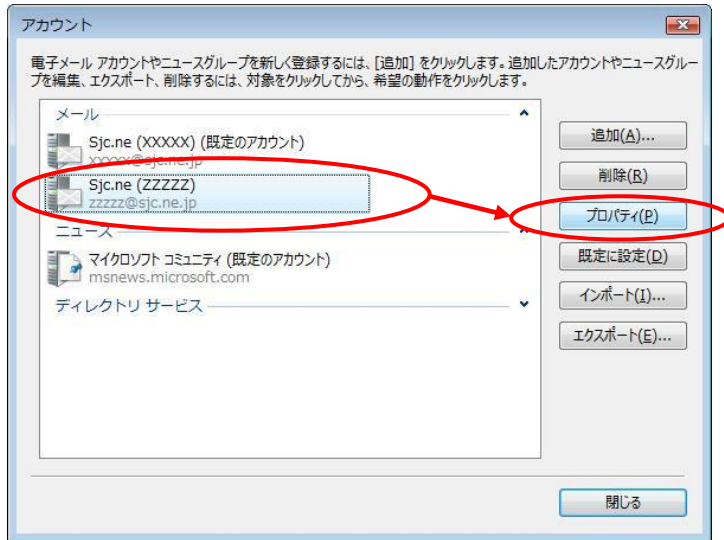 アカウント
電子メール アカウントやニュースグループを新しく登録するには、[追加] をクリックします。追加したアカウントやニュースグルー
プを編集、エクスポート、削除するには、対象をクリックしてから、希望の動作をクリックします。
メール
Sjc.ne (XXXXX) (既定のアカウント)
xxxxx@sjc.ne.jp
Sjc.ne (ZZZZZ)
zzzzz@sjc.ne.jp
ニュース
マイクロソフト コミュニティ (既定のアカウント)
msnews.microsoft.com
ディレクトリ サービス
追加(A)...
削除(R)
プロパティ(P)
既定に設定(D)
インポート(I)...
エクスポート(E)...
閉じる